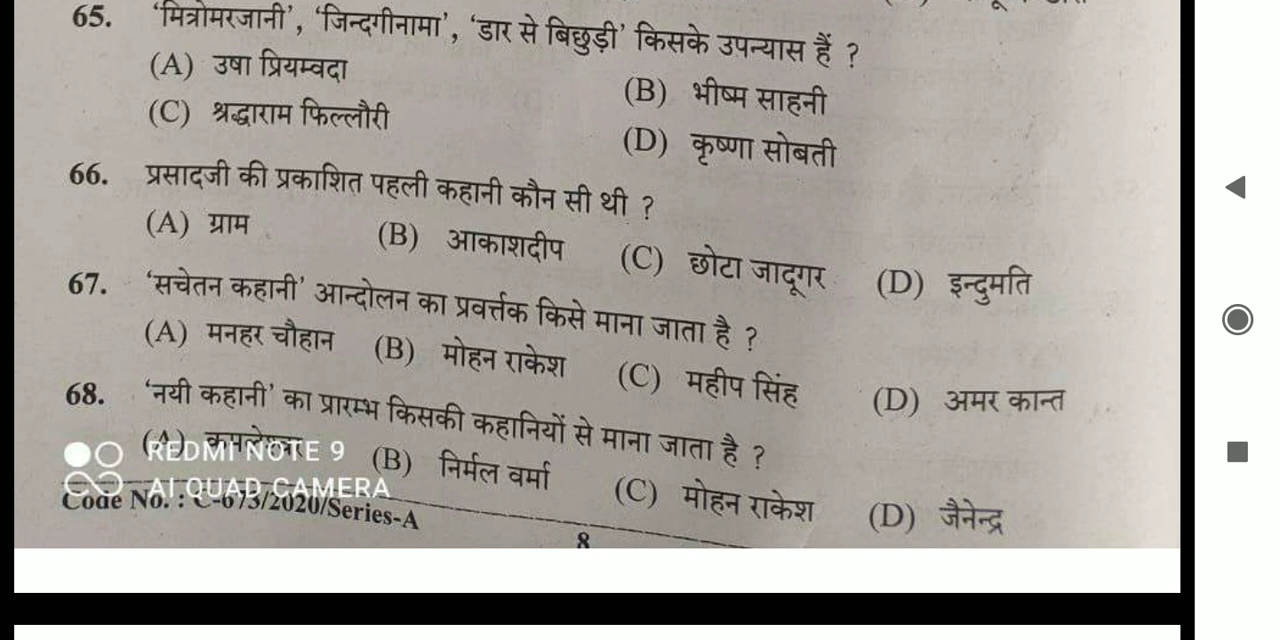 65. 'मित्रोमरजानी', 'जिन्दगीनामा', 'डार से बिछुड़ी' किसके उपन्यास हैं ?
(A) उषा प्रियम्वदा (B) भीष्म साहनी
(C) श्रद्धाराम फिल्लौरी (D) कृष्णा सोबती
66. प्रसादजी की प्रकाशित पहली कहानी कौन सी थी ?
(A) ग्राम (B) आकाशदीप (C) छोटा जादूगर (D) इन्दुमति
67. 'सचेतन कहानी' आन्दोलन का प्रवर्त्तक किसे माना जाता है ?
(A) मनहर चौहान (B) मोहन राकेश (C) महीप सिंह (D) अमर कान्त
68. 'नयी कहानी' का प्रारम्भ किसकी कहानियों से माना जाता है ?
(A) (B) निर्मल वर्मा (C) मोहन राकेश (D) जैनेन्द्र
REDMI NOTE 9
AI QUAD CAMERA
Code No. : C-673/2020/Series-A
8